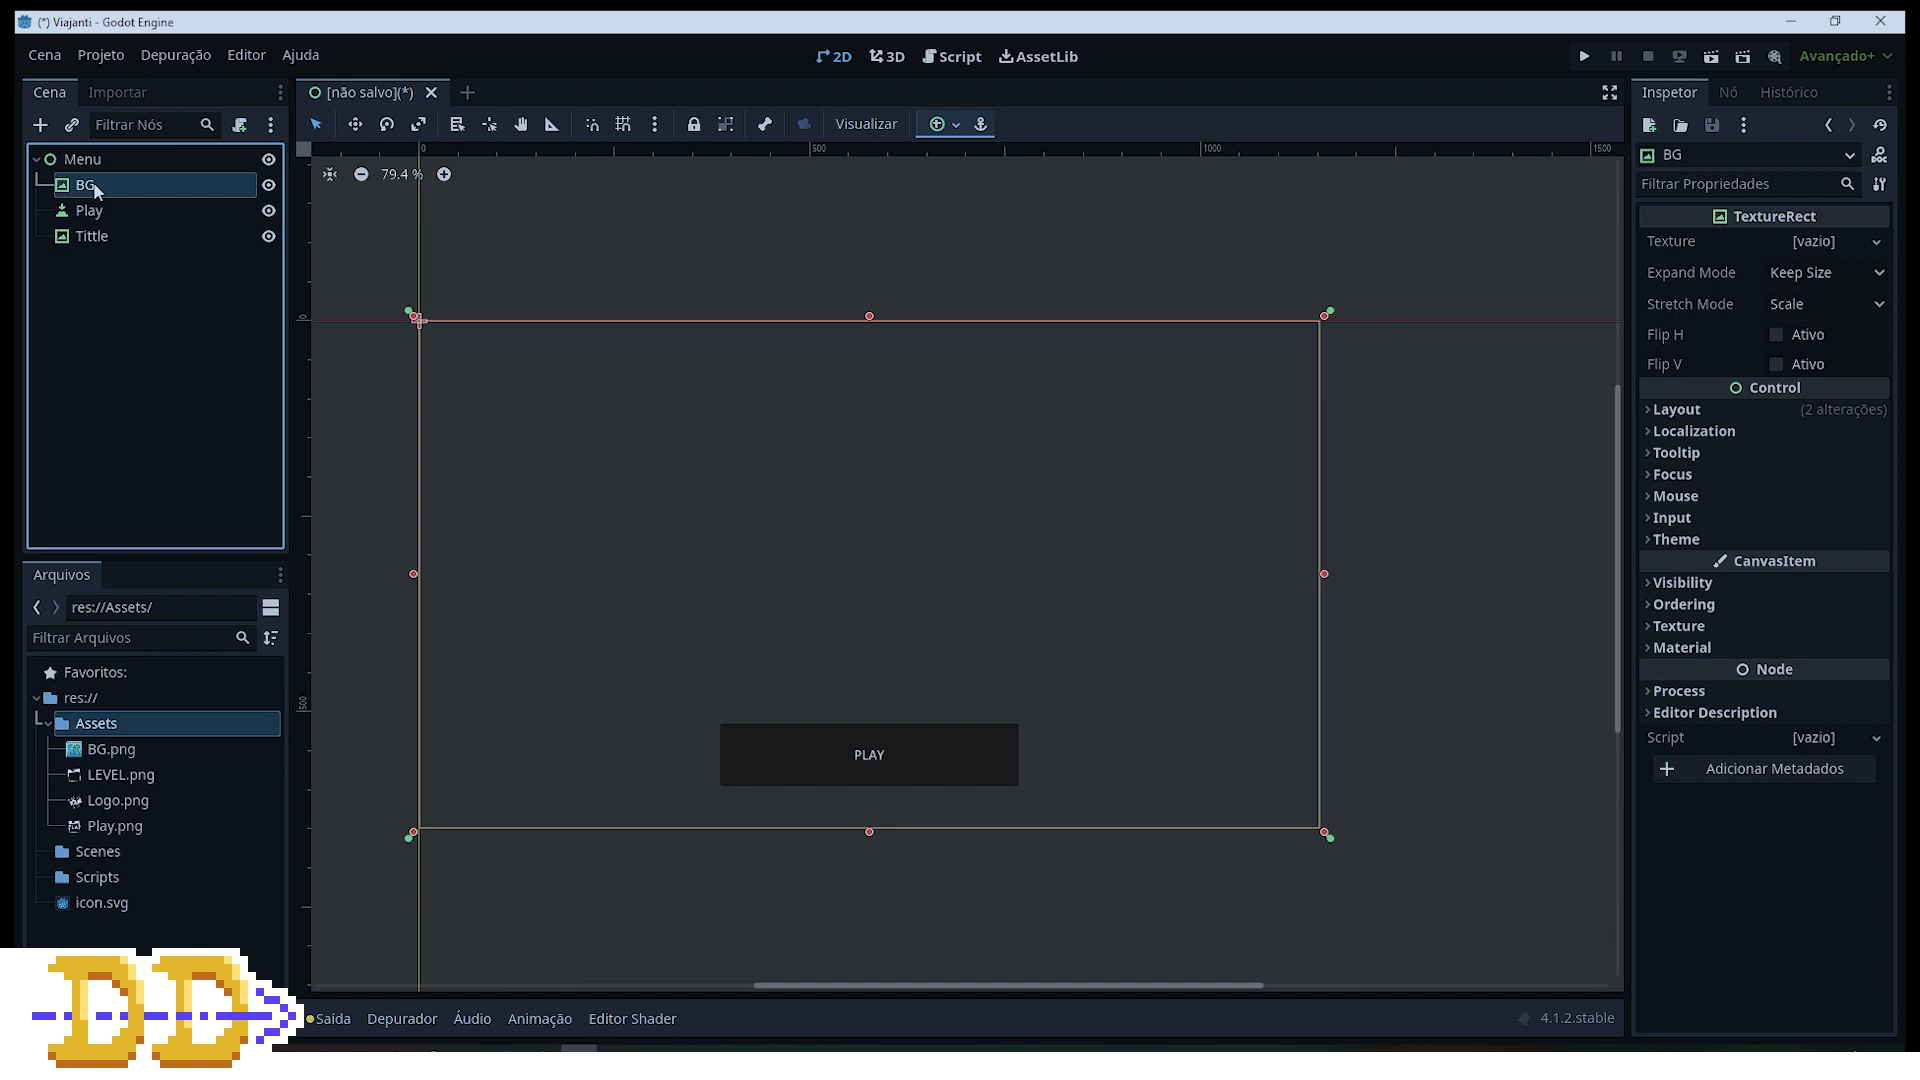 (*) Viajanti - Godot Engine
Cena Projeto Depuração Editor Ajuda
2D 3D Script AssetLib
Avançado+
Cena Importar
[não salvo](*)
Inspetor Nó Histórico
Filtrar Nós
Visualizar
Menu
BG
Play
Tittle
79.4 %
0 500 1000 1500
0
500
PLAY
Arquivos
res://Assets/
Filtrar Arquivos
Favoritos:
res://
Assets
BG.png
LEVEL.png
Logo.png
Play.png
Scenes
Scripts
icon.svg
DD
Saída Depurador Áudio Animação Editor Shader
4.1.2.stable
BG
Filtrar Propriedades
TextureRect
Texture [vazio]
Expand Mode Keep Size
Stretch Mode Scale
Flip H Ativo
Flip V Ativo
Control
Layout (2 alterações)
Localization
Tooltip
Focus
Mouse
Input
Theme
CanvasItem
Visibility
Ordering
Texture
Material
Node
Process
Editor Description
Script [vazio]
Adicionar Metadados